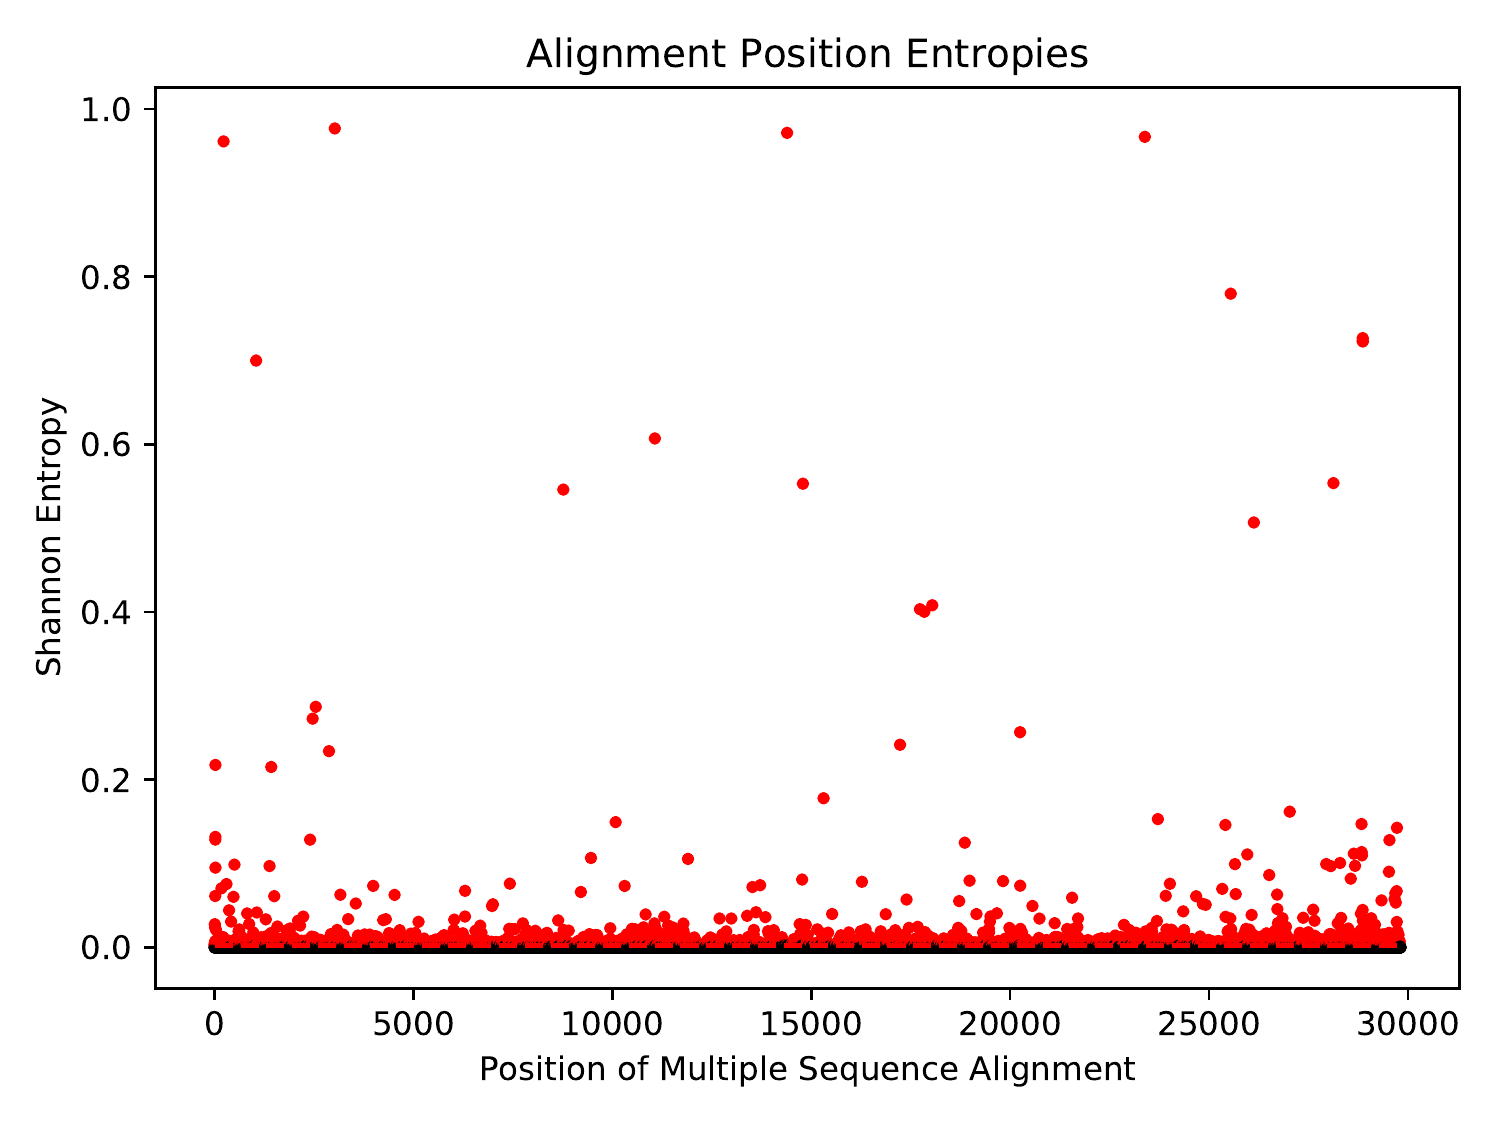 Alignment Position Entropies
1.0
0.8
0.6
0.4
0.2
0.0
Shannon Entropy
0 5000 10000 15000 20000 25000 30000
Position of Multiple Sequence Alignment